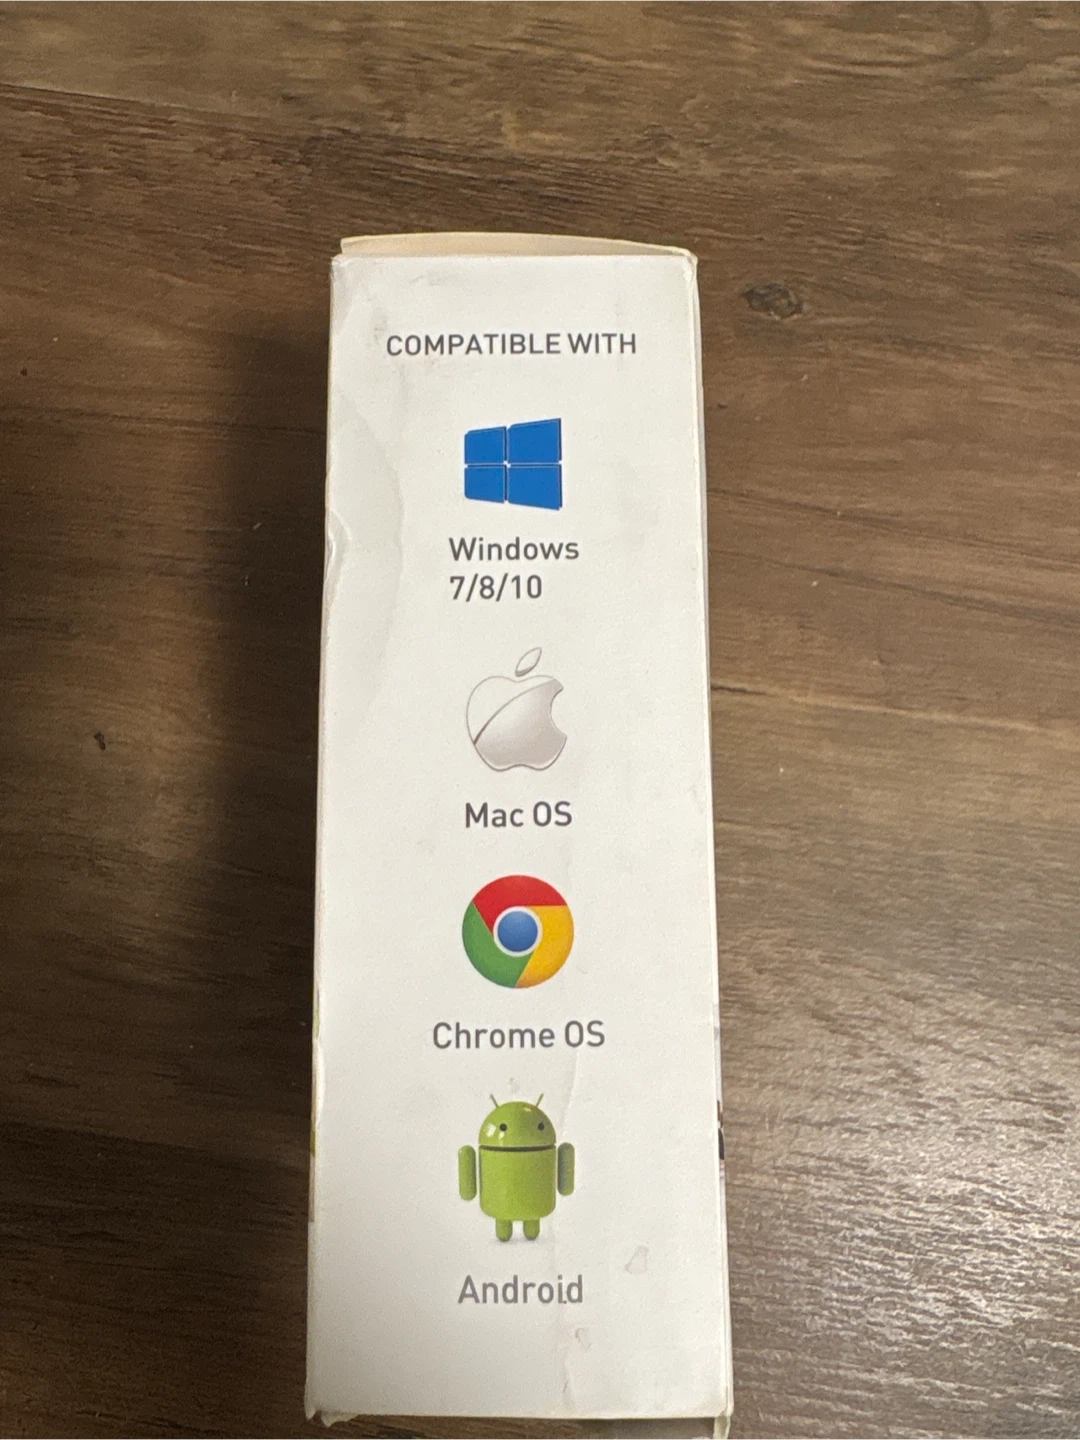 COMPATIBLE WITH
Windows
7/8/10
Mac OS
Chrome OS
Android